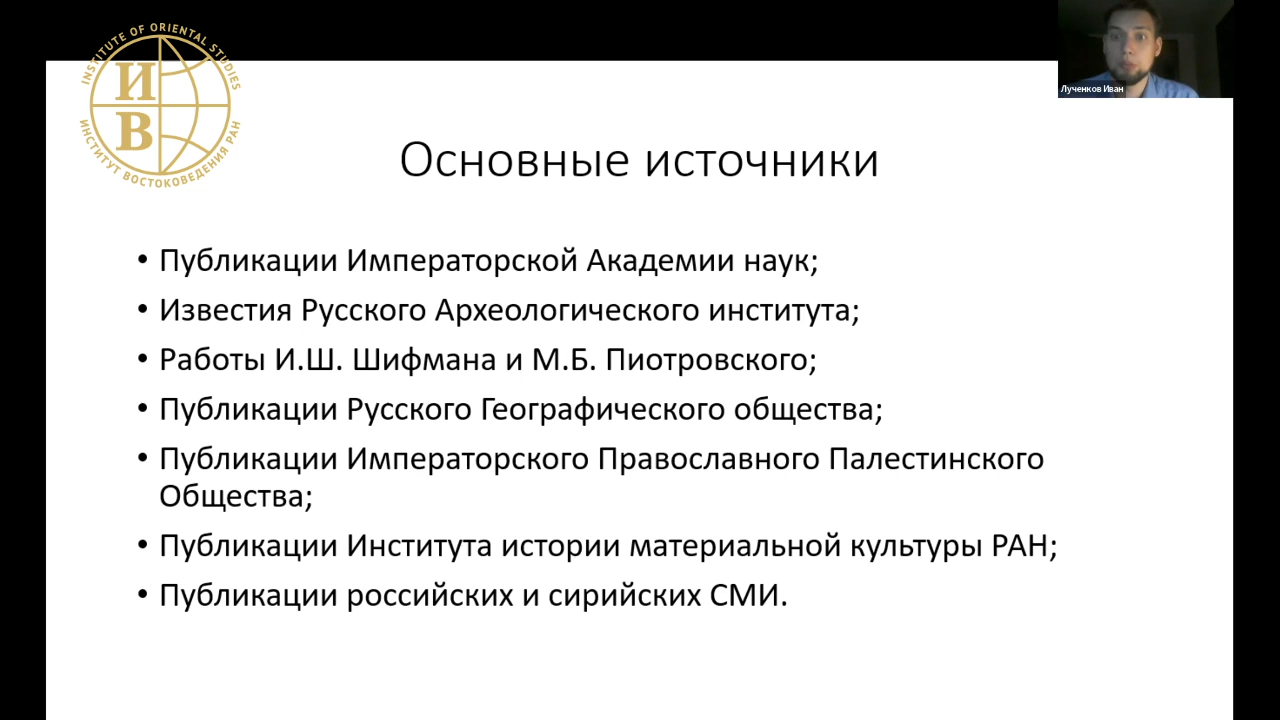 INSTITUTE OF ORIENTAL STUDIES
И
В
ИНСТИТУТ ВОСТОКОВЕДЕНИЯ РАН
Лученков Иван
Основные источники
• Публикации Императорской Академии наук;
• Известия Русского Археологического института;
• Работы И.Ш. Шифмана и М.Б. Пиотровского;
• Публикации Русского Географического общества;
• Публикации Императорского Православного Палестинского
Общества;
• Публикации Института истории материальной культуры РАН;
• Публикации российских и сирийских СМИ.